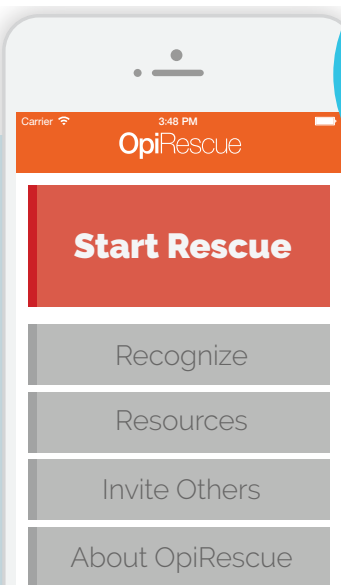 Carrier 3:48 PM
OpiRescue
Start Rescue
Recognize
Resources
Invite Others
About OpiRescue